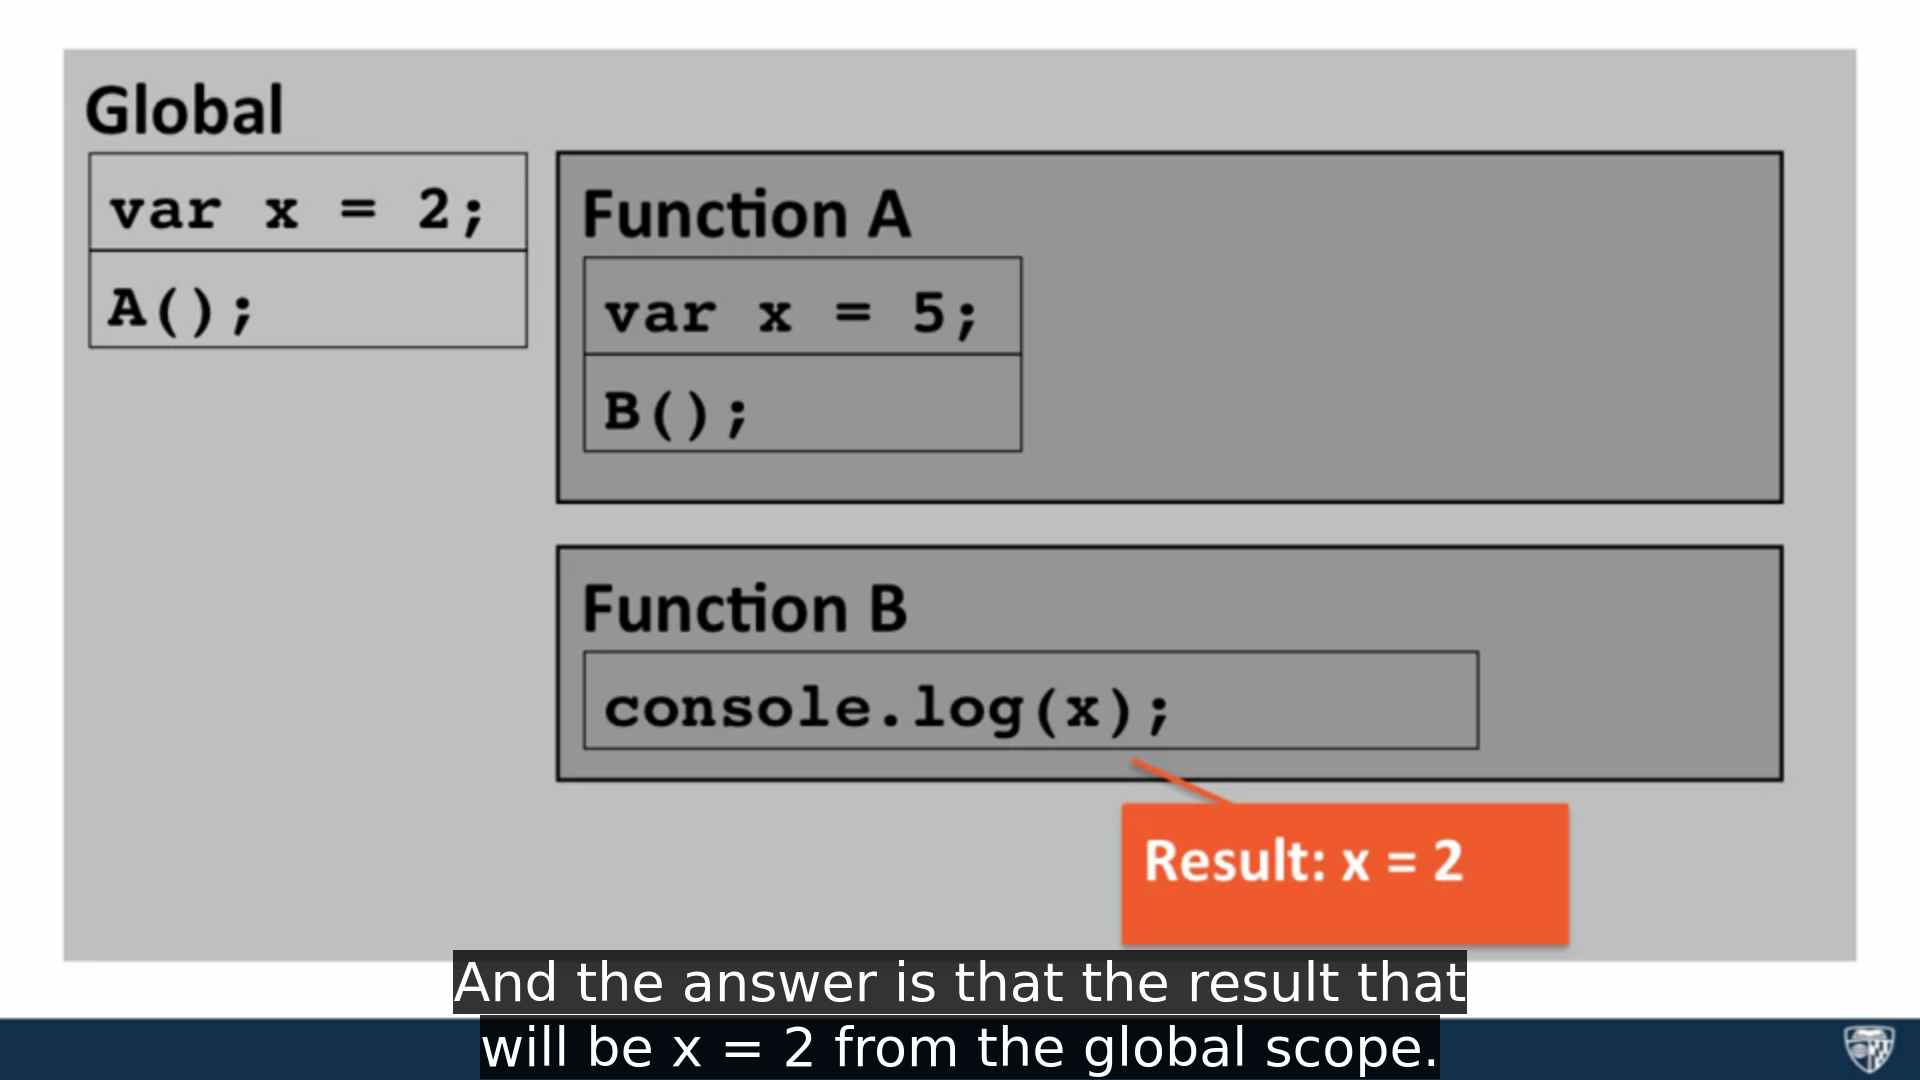 Global
var x = 2;
A();
Function A
var x = 5;
B();
Function B
console.log(x);
Result: x = 2
And the answer is that the result that
will be x = 2 from the global scope.